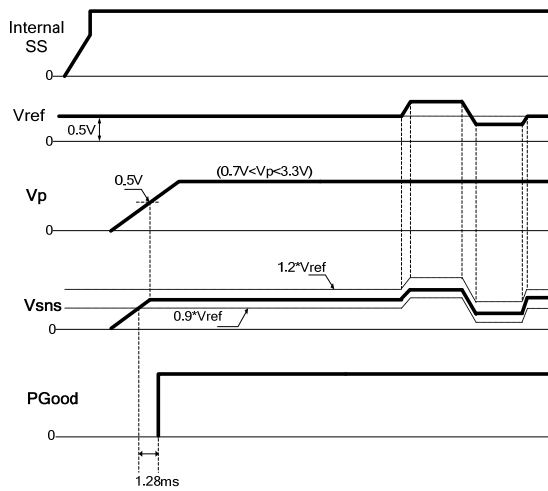 Internal
SS
0
Vref
0.5V
0
0.5V
(0.7V<Vp<3.3V)
Vp
0
1.2*Vref
Vsns
0.9*Vref
0
PGood
0
1.28ms